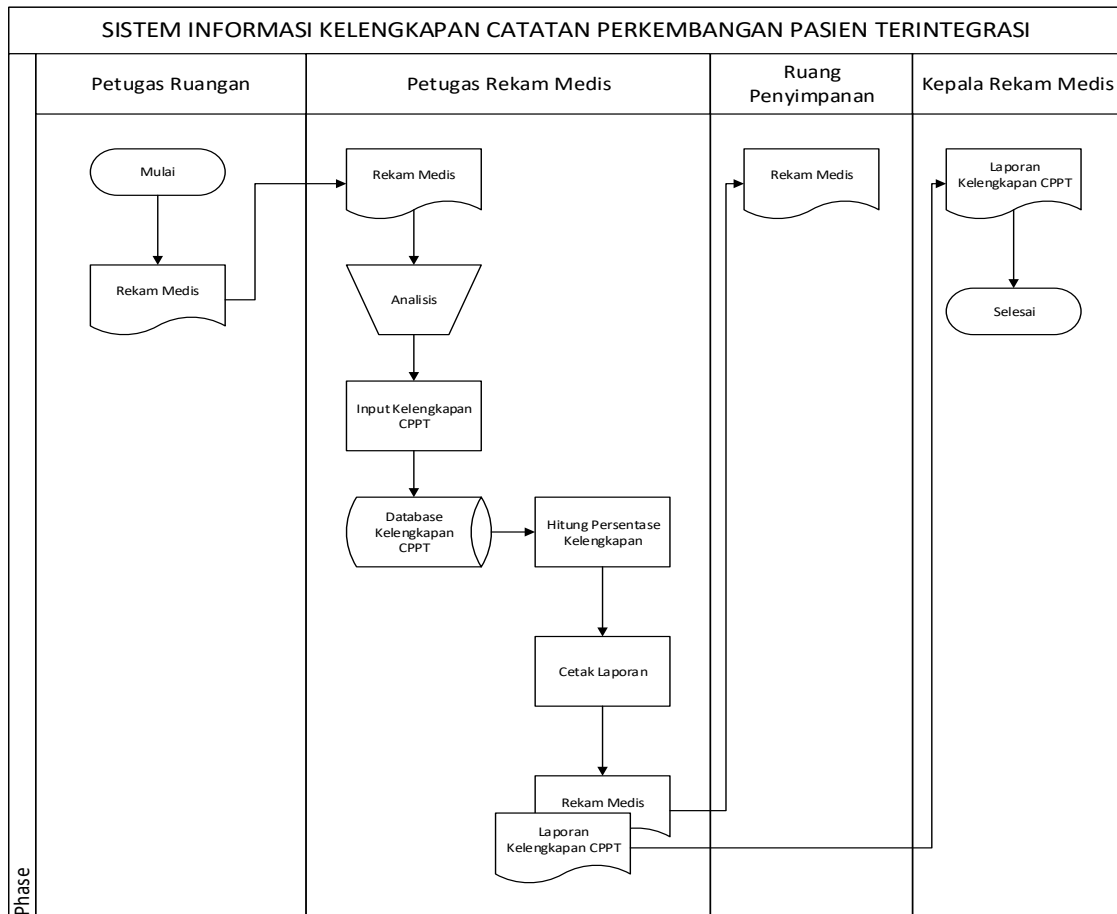 SISTEM INFORMASI KELENGKAPAN CATATAN PERKEMBANGAN PASIEN TERINTEGRASI
Petugas Ruangan
Petugas Rekam Medis
Ruang
Penyimpanan
Kepala Rekam Medis
Mulai
Rekam Medis
Rekam Medis
Analisis
Input Kelengkapan
CPPT
Database
Kelengkapan
CPPT
Hitung Persentase
Kelengkapan
Cetak Laporan
Rekam Medis
Laporan
Kelengkapan CPPT
Rekam Medis
Laporan
Kelengkapan CPPT
Selesai
Phase